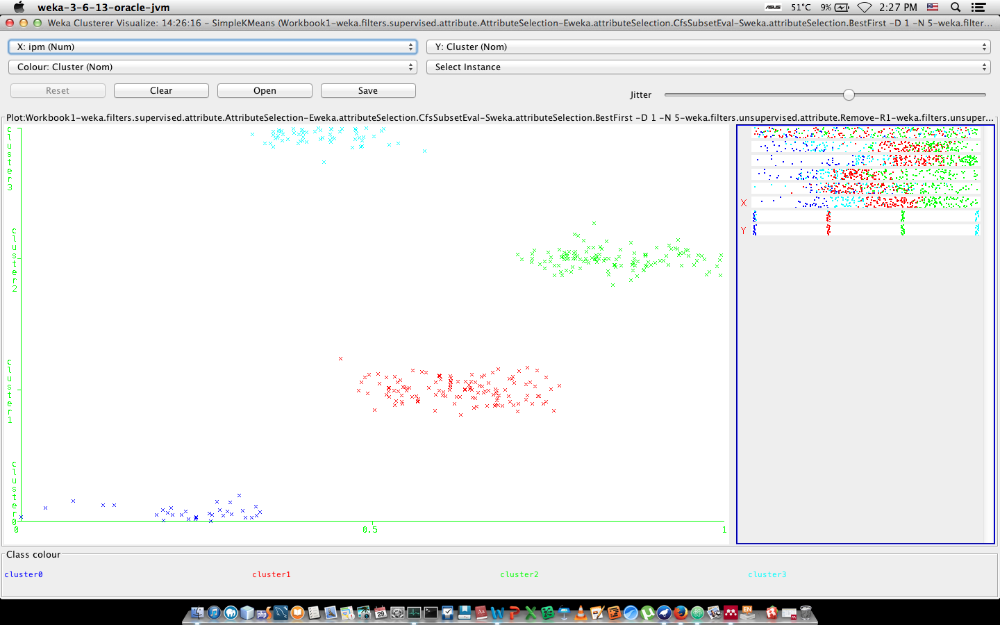 weka-3-6-13-oracle-jvm
ASUS 51°C 9% 2:27 PM
Weka Clusterer Visualize: 14:26:16 – SimpleKMeans (Workbook1-weka.filters.supervised.attribute.AttributeSelection-Eweka.attributeSelection.CfsSubsetEval-Sweka.attributeSelection.BestFirst -D 1 -N 5-weka.filter...
X: ipm (Num)
Y: Cluster (Nom)
Colour: Cluster (Nom)
Select Instance
Reset
Clear
Open
Save
Jitter
Plot:Workbook1-weka.filters.supervised.attribute.AttributeSelection-Eweka.attributeSelection.CfsSubsetEval-Sweka.attributeSelection.BestFirst -D 1 -N 5-weka.filters.unsupervised.attribute.Remove-R1-weka.filters.unsuper...
cluster3
cluster2
cluster1
cluster0
0
0.5
1
X
Y
Class colour
cluster0
cluster1
cluster2
cluster3
php
29
EN